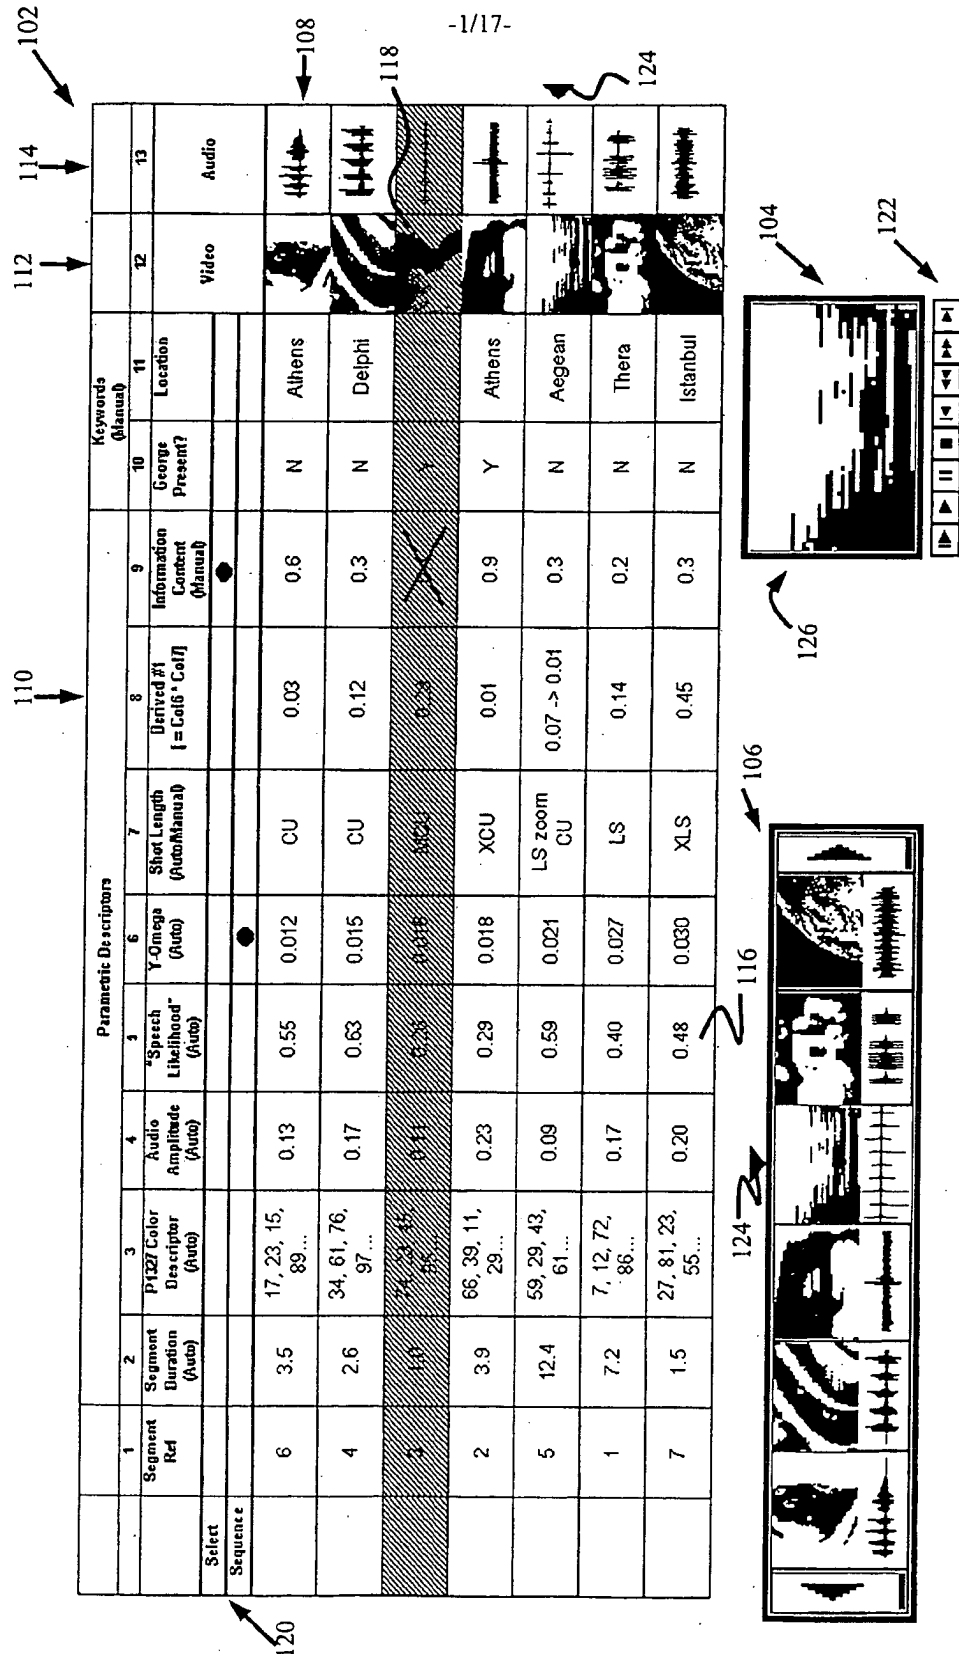 -1/17-
102
108
110
112
114
118
Parametric Descriptors
Keywords (Manual)
1 2 3 4 5 6 7 8 9 10 11 12 13
Segment Ref
Segment Duration (Auto)
P1327 Color Descriptor (Auto)
Audio Amplitude (Auto)
"Speech Likelihood" (Auto)
Y-Omega (Auto)
Shot Length (Auto/Manual)
Derived #1 [ = Col6 * Col7]
Information Content (Manual)
George Present?
Location
Video
Audio
Select
Sequence
6 3.5 17, 23, 15, 89... 0.13 0.55 0.012 CU 0.03 0.6 N Athens
4 2.6 34, 61, 76, 97... 0.17 0.63 0.015 CU 0.12 0.3 N Delphi
MCU Y
2 3.9 66, 39, 11, 29... 0.23 0.29 0.018 XCU 0.01 0.9 Y Athens
5 12.4 59, 29, 43, 61... 0.09 0.59 0.021 LS zoom CU 0.07 -> 0.01 0.3 N Aegean
1 7.2 7, 12, 72, 86... 0.17 0.40 0.027 LS 0.14 0.2 N Thera
7 1.5 27, 81, 23, 55... 0.20 0.48 0.030 XLS 0.45 0.3 N Istanbul
120
116
124
124
106
126
104
122